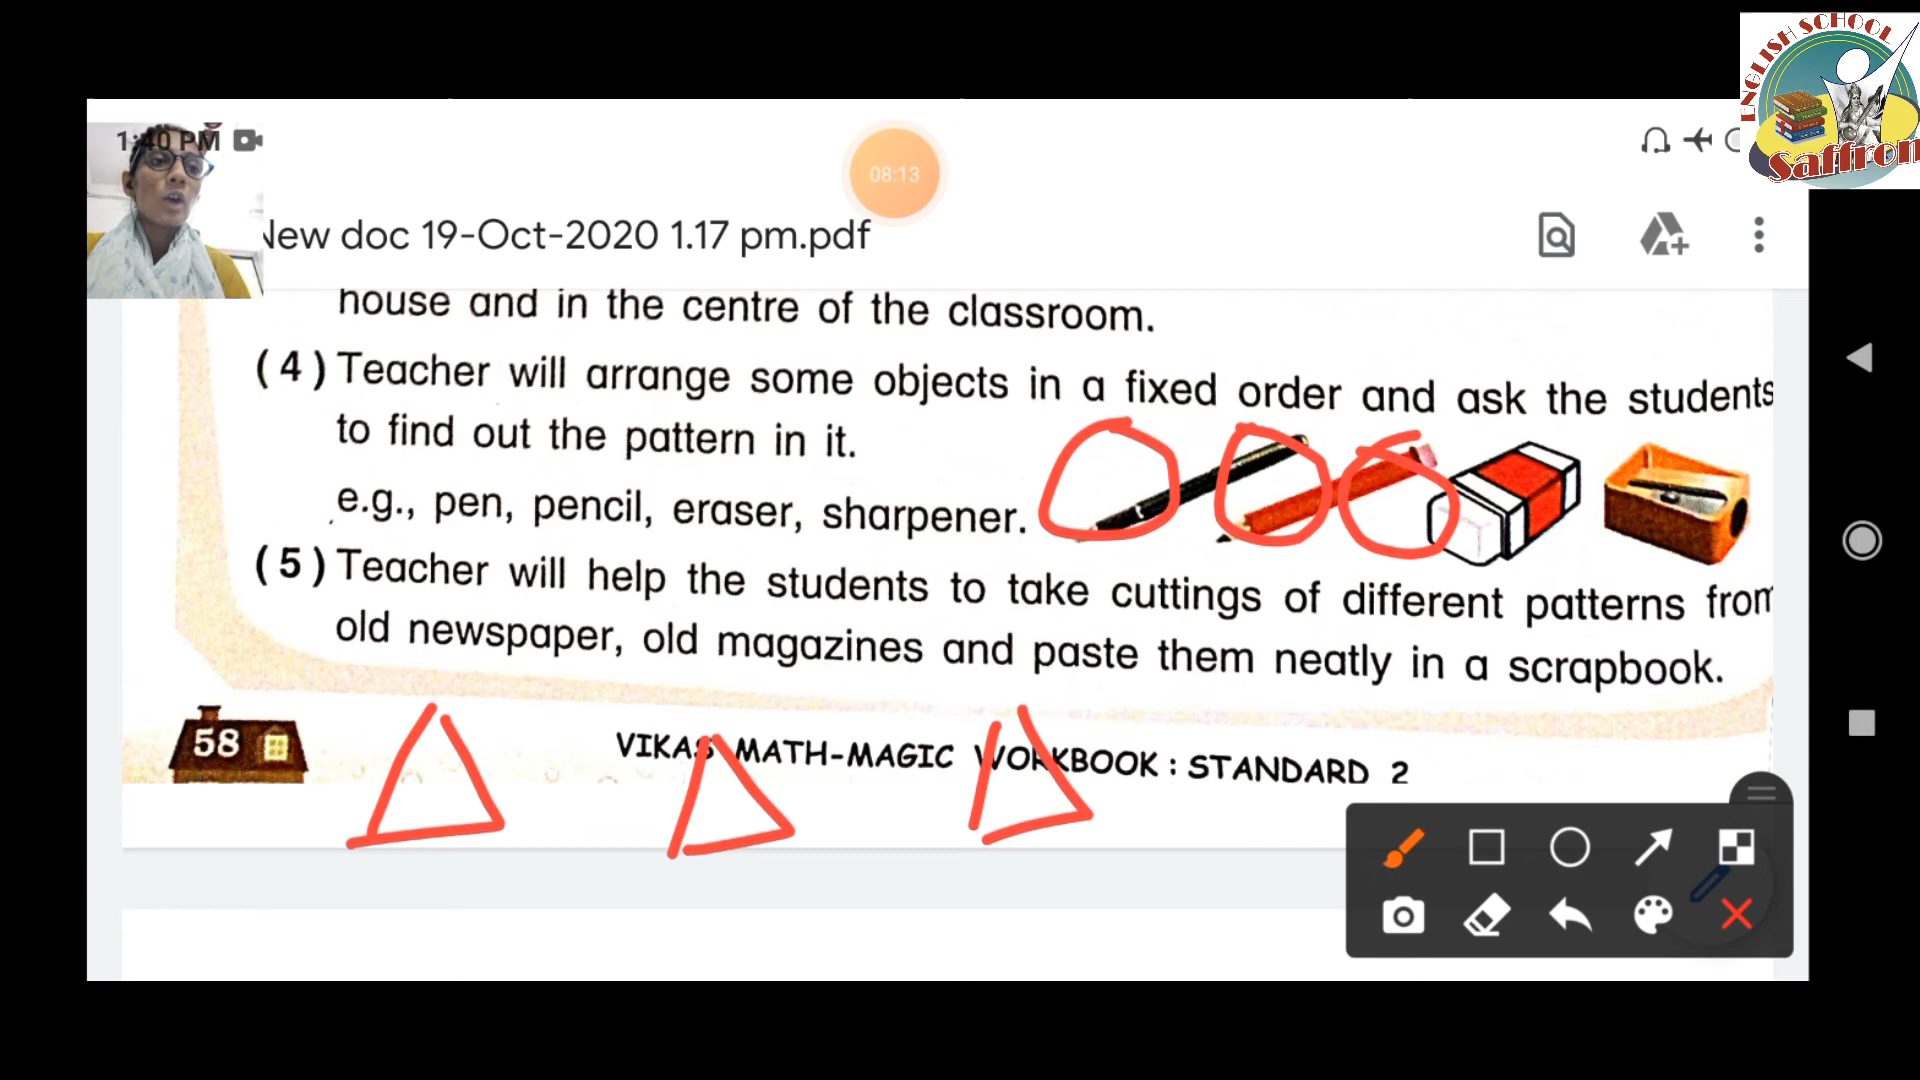 ENGLISH SCHOOL
Saffron
1:40 PM
08:13
New doc 19-Oct-2020 1.17 pm.pdf
house and in the centre of the classroom.
(4) Teacher will arrange some objects in a fixed order and ask the students
to find out the pattern in it.
e.g., pen, pencil, eraser, sharpener.
(5) Teacher will help the students to take cuttings of different patterns from
old newspaper, old magazines and paste them neatly in a scrapbook.
58
VIKAS MATH-MAGIC WORKBOOK : STANDARD 2